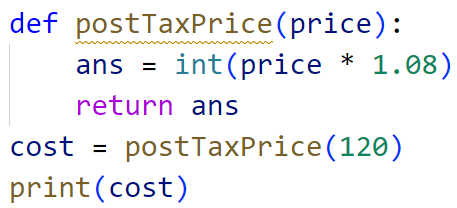 def postTaxPrice(price):
    ans = int(price * 1.08)
    return ans
cost = postTaxPrice(120)
print(cost)